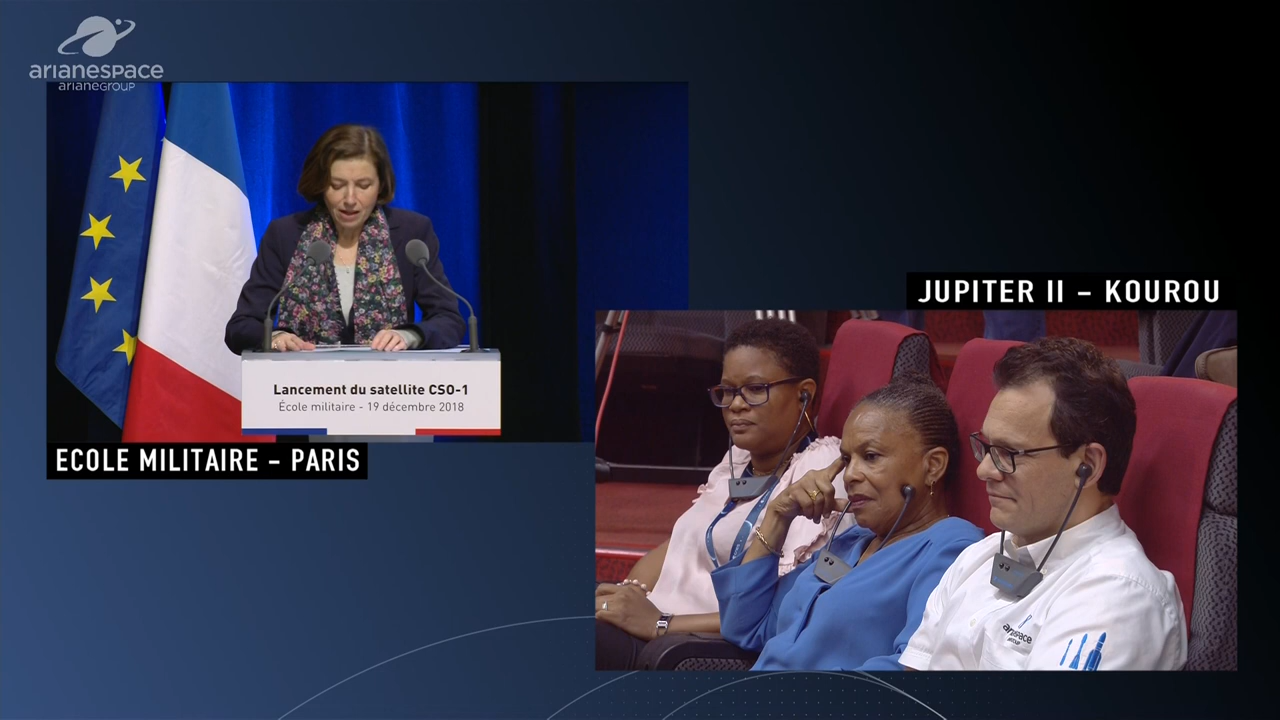 arianespace
arianeGROUP
Lancement du satellite CSO-1
École militaire - 19 décembre 2018
ECOLE MILITAIRE – PARIS
JUPITER II – KOUROU
arianespace
GROUP